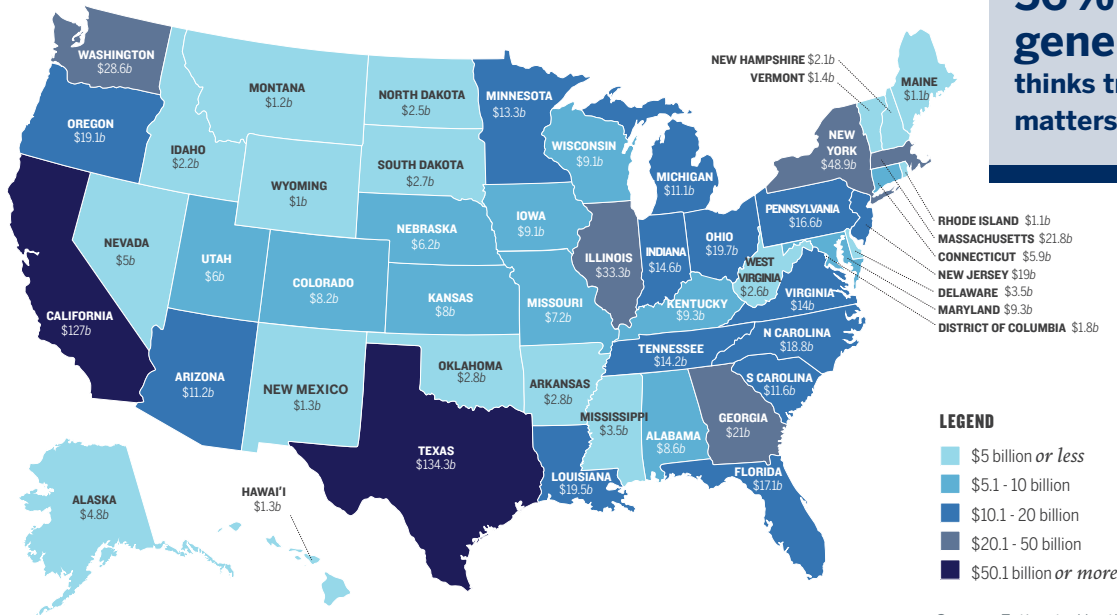 gene
thinks
matters
WASHINGTON
$28.6b
OREGON
$19.1b
CALIFORNIA
$127b
NEVADA
$5b
IDAHO
$2.2b
MONTANA
$1.2b
WYOMING
$1b
UTAH
$6b
COLORADO
$8.2b
ARIZONA
$11.2b
NEW MEXICO
$1.3b
NORTH DAKOTA
$2.5b
SOUTH DAKOTA
$2.7b
NEBRASKA
$6.2b
KANSAS
$8b
OKLAHOMA
$2.8b
TEXAS
$134.3b
MINNESOTA
$13.3b
IOWA
$9.1b
MISSOURI
$7.2b
ARKANSAS
$2.8b
LOUISIANA
$19.5b
WISCONSIN
$9.1b
ILLINOIS
$33.3b
MICHIGAN
$11.1b
INDIANA
$14.6b
OHIO
$19.7b
KENTUCKY
$9.3b
TENNESSEE
$14.2b
MISSISSIPPI
$3.5b
ALABAMA
$8.6b
GEORGIA
$21b
FLORIDA
$17.1b
S CAROLINA
$11.6b
N CAROLINA
$18.8b
VIRGINIA
$14b
WEST
VIRGINIA
$2.6b
PENNSYLVANIA
$16.6b
NEW
YORK
$48.9b
NEW HAMPSHIRE $2.1b
VERMONT $1.4b
MAINE
$1.1b
RHODE ISLAND $1.1b
MASSACHUSETTS $21.8b
CONNECTICUT $5.9b
NEW JERSEY $19b
DELAWARE $3.5b
MARYLAND $9.3b
DISTRICT OF COLUMBIA $1.8b
ALASKA
$4.8b
HAWAI'I
$1.3b
LEGEND
$5 billion or less
$5.1 - 10 billion
$10.1 - 20 billion
$20.1 - 50 billion
$50.1 billion or more